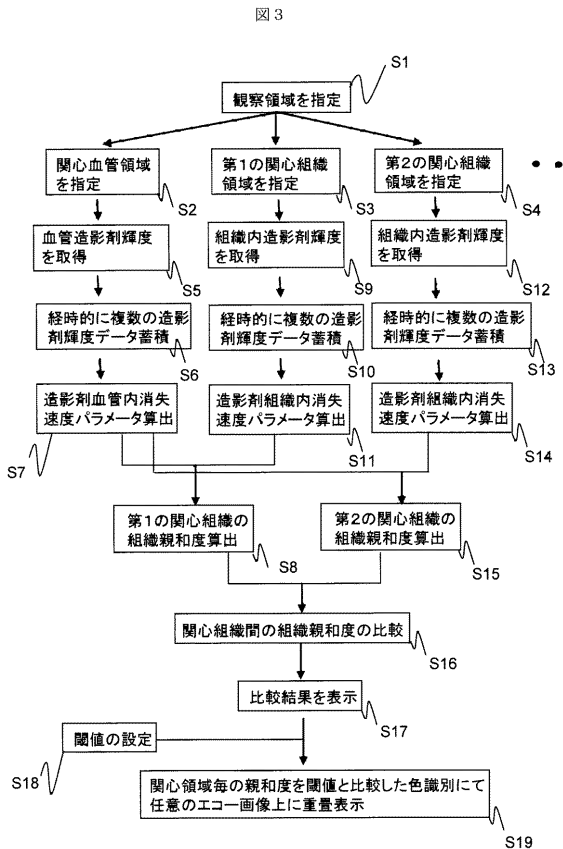 図３
S1
観察領域を指定
関心血管領域
を指定
S2
第1の関心組織
領域を指定
S3
第2の関心組織
領域を指定
S4
血管造影剤輝度
を取得
S5
組織内造影剤輝度
を取得
S9
組織内造影剤輝度
を取得
S12
経時的に複数の造影
剤輝度データ蓄積
S6
経時的に複数の造影
剤輝度データ蓄積
S10
経時的に複数の造影
剤輝度データ蓄積
S13
造影剤血管内消失
速度パラメータ算出
S7
造影剤組織内消失
速度パラメータ算出
S11
造影剤組織内消失
速度パラメータ算出
S14
第1の関心組織の
組織親和度算出
S8
第2の関心組織の
組織親和度算出
S15
関心組織間の組織親和度の比較
S16
比較結果を表示
S17
閾値の設定
S18
関心領域毎の親和度を閾値と比較した色識別にて
任意のエコー画像上に重畳表示
S19